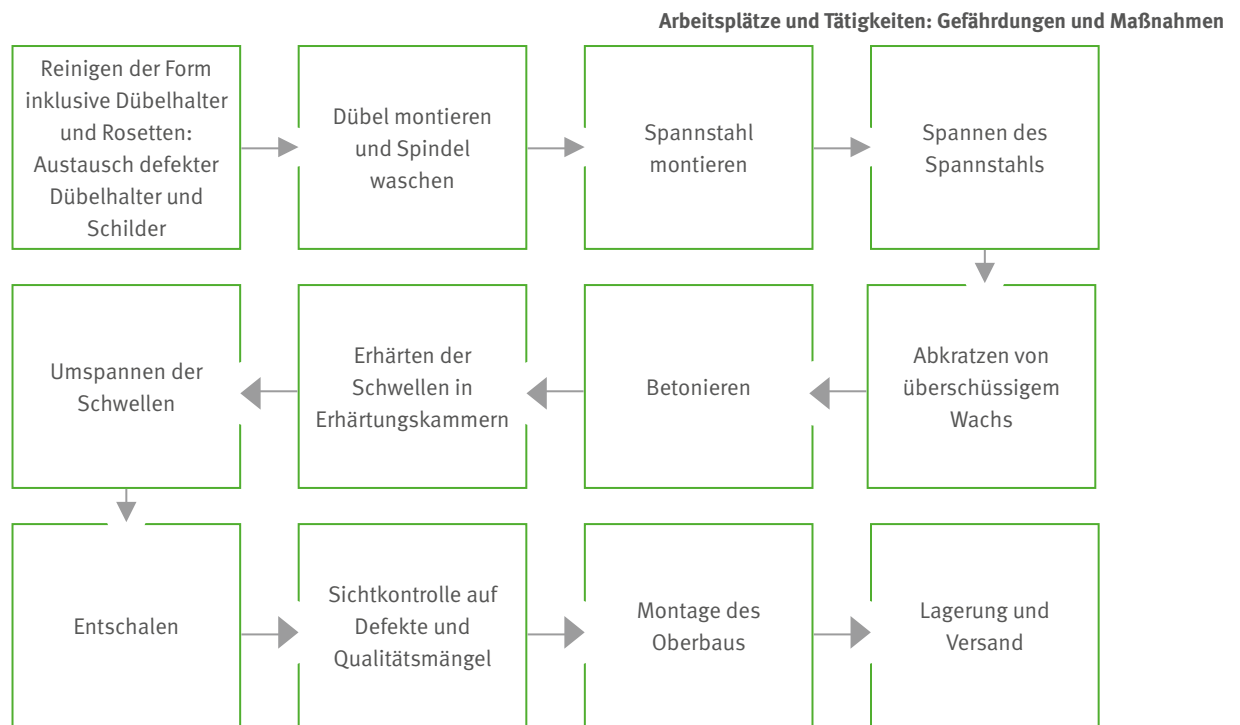 Arbeitsplätze und Tätigkeiten: Gefährdungen und Maßnahmen
Reinigen der Form
inklusive Dübelhalter
und Rosetten:
Austausch defekter
Dübelhalter und
Schilder
Dübel montieren
und Spindel
waschen
Spannstahl
montieren
Spannen des
Spannstahls
Abkratzen von
überschüssigem
Wachs
Betonieren
Erhärten der
Schwellen in
Erhärtungskammern
Umspannen der
Schwellen
Entschalen
Sichtkontrolle auf
Defekte und
Qualitätsmängel
Montage des
Oberbaus
Lagerung und
Versand